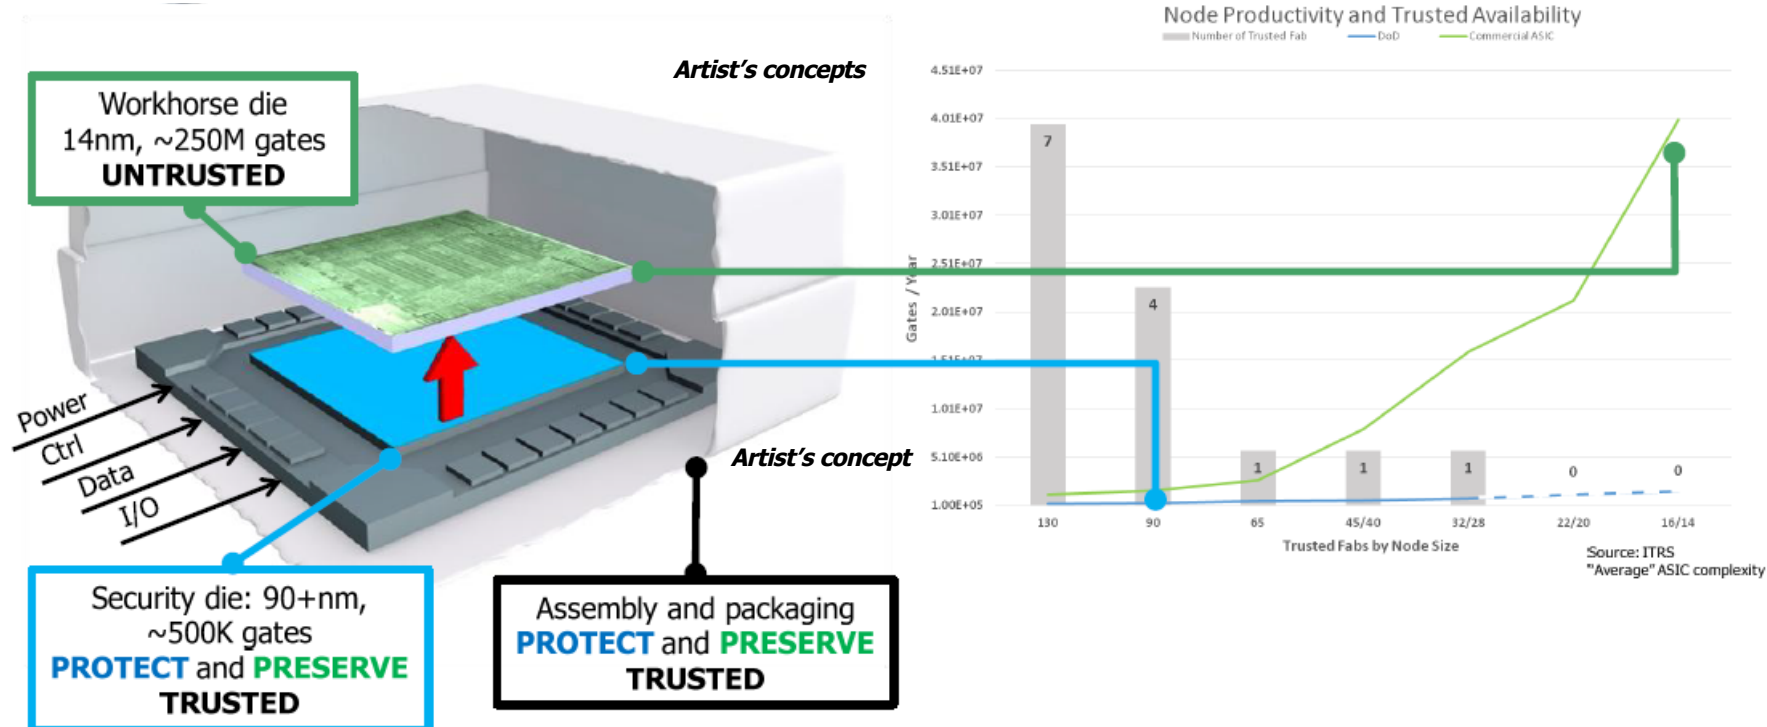 Artist's concepts
Workhorse die
14nm, ~250M gates
UNTRUSTED
Power
Ctrl
Data
I/O
Artist's concept
Security die: 90+nm,
~500K gates
PROTECT and PRESERVE
TRUSTED
Assembly and packaging
PROTECT and PRESERVE
TRUSTED
Node Productivity and Trusted Availability
Number of Trusted Fab DoD Commercial ASIC
4.51E+07
4.01E+07
3.51E+07
3.01E+07
2.51E+07
2.01E+07
1.51E+07
1.01E+07
5.10E+06
1.00E+05
Gates / Year
7
4
1
1
1
0
0
130 90 65 45/40 32/28 22/20 16/14
Trusted Fabs by Node Size
Source: ITRS
"Average" ASIC complexity